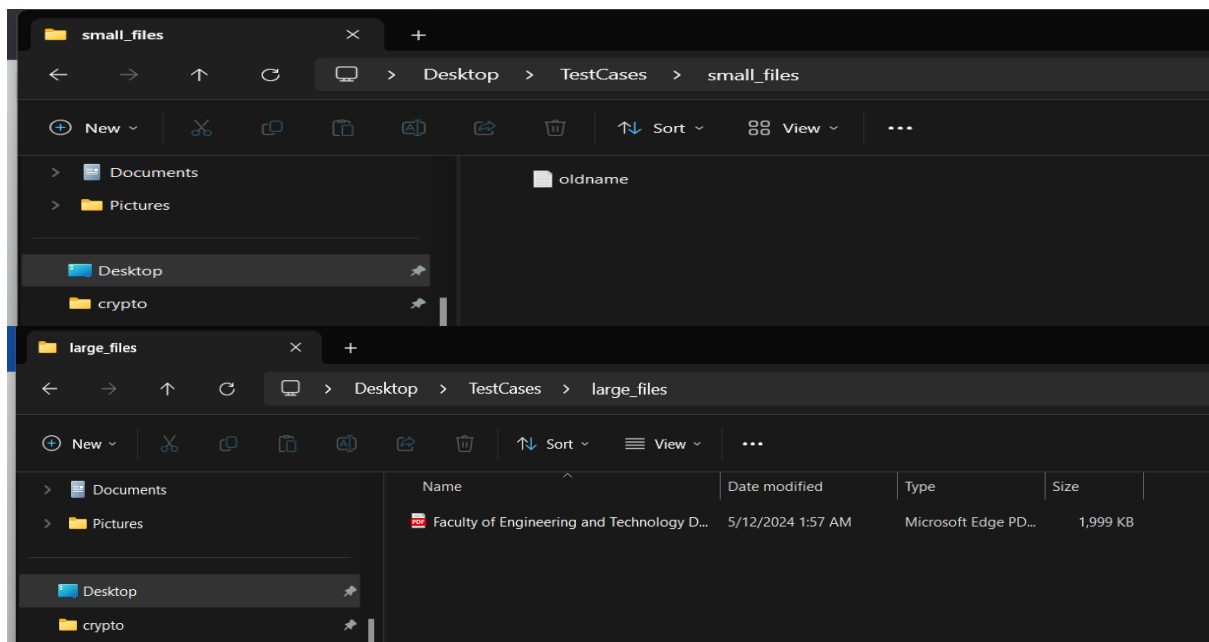 small_files
Desktop > TestCases > small_files
New Sort View
Documents
oldname
Pictures
Desktop
crypto
large_files
Desktop > TestCases > large_files
New Sort View
Documents
Name Date modified Type Size
Pictures
Faculty of Engineering and Technology D... 5/12/2024 1:57 AM Microsoft Edge PD... 1,999 KB
Desktop
crypto